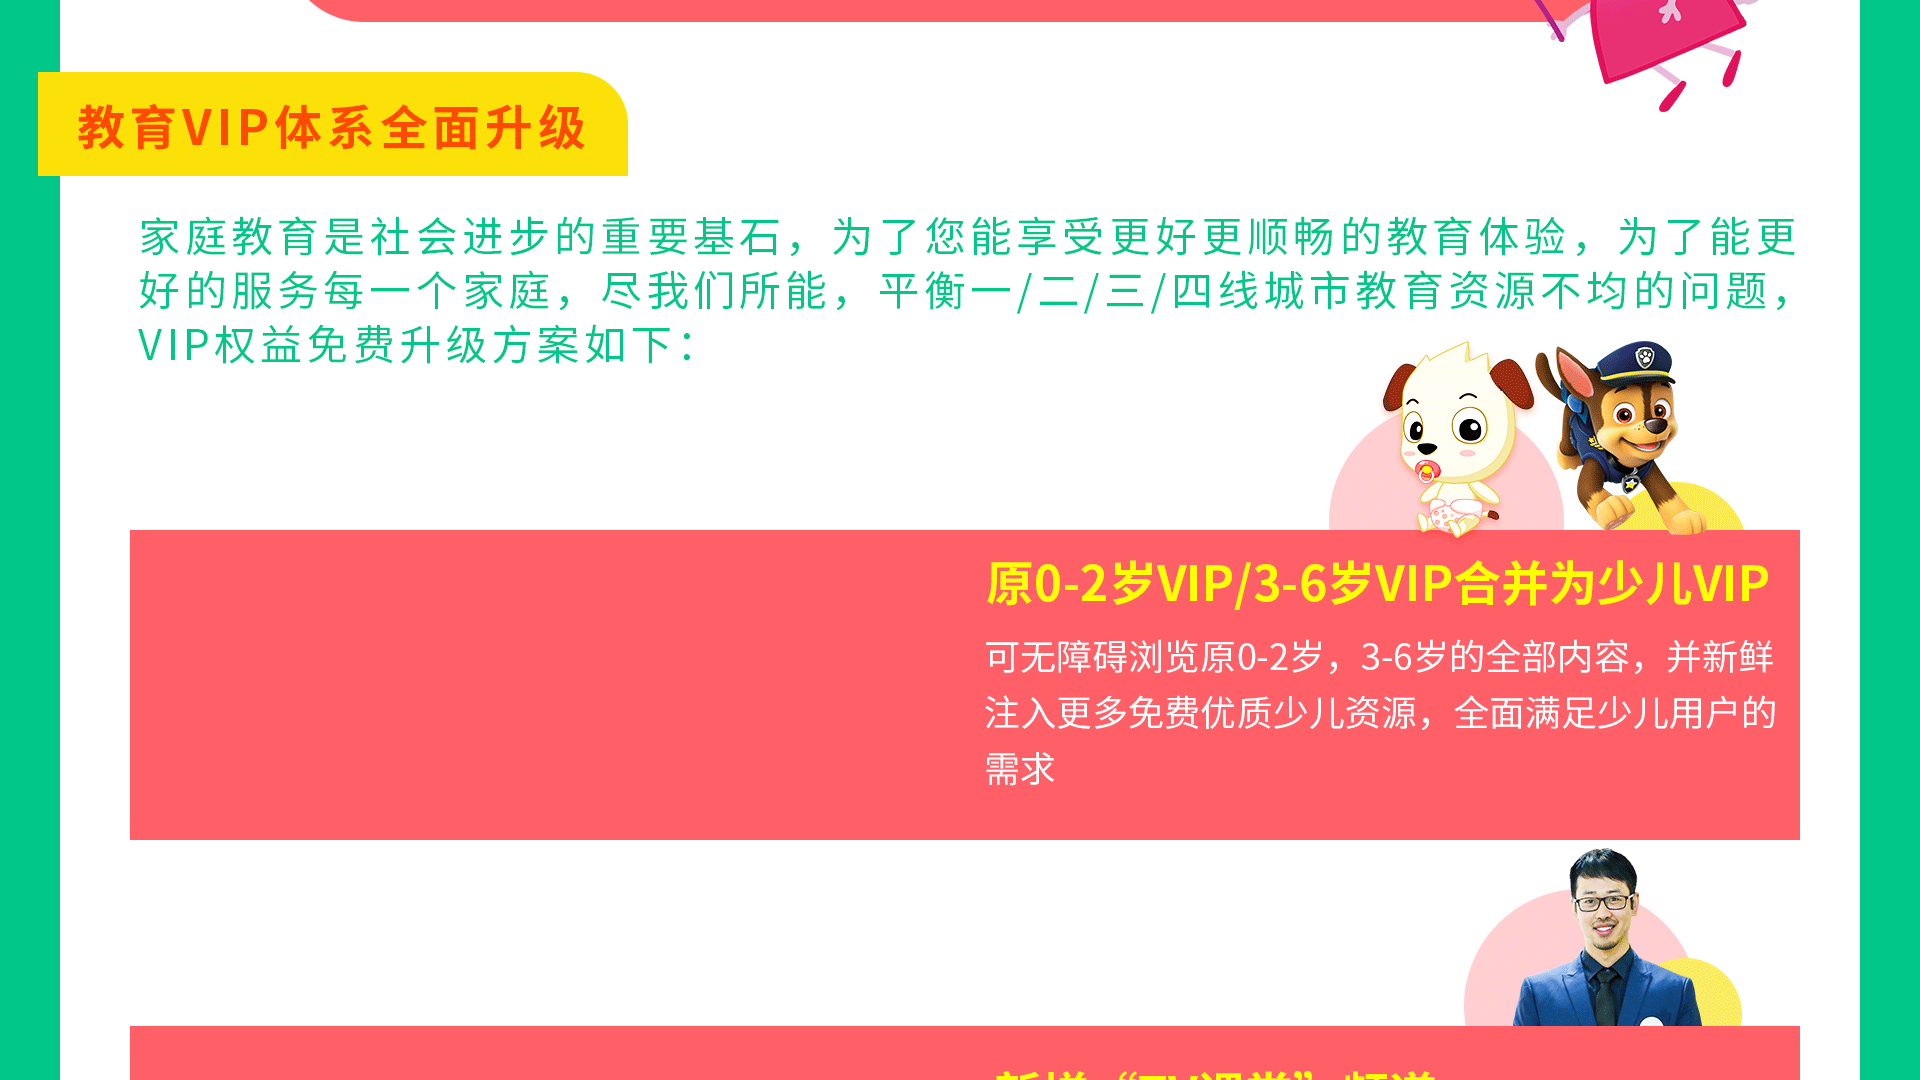 教育VIP体系全面升级
家庭教育是社会进步的重要基石，为了您能享受更好更顺畅的教育体验，为了能更
好的服务每一个家庭，尽我们所能，平衡一/二/三/四线城市教育资源不均的问题，
VIP权益免费升级方案如下：
原0-2岁VIP/3-6岁VIP合并为少儿VIP
可无障碍浏览原0-2岁，3-6岁的全部内容，并新鲜
注入更多免费优质少儿资源，全面满足少儿用户的
需求
新增“TV课堂”频道